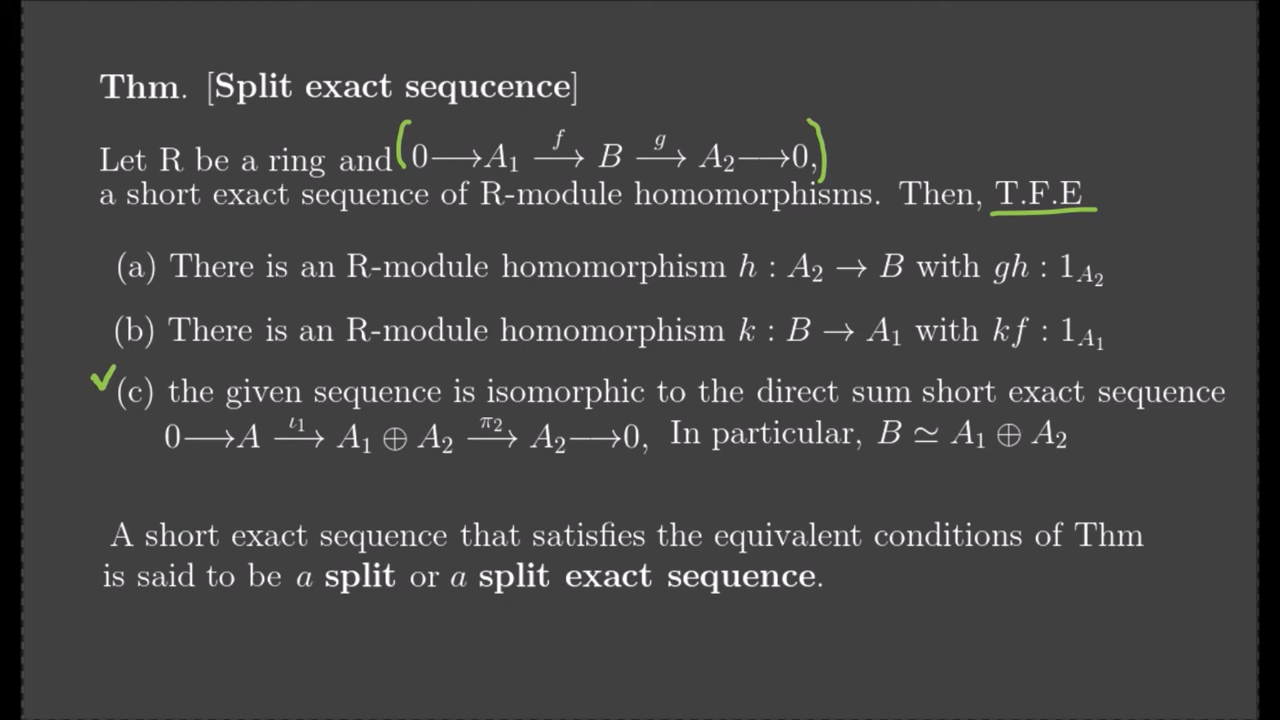 Thm. [Split exact sequcence]
Let R be a ring and (0⟶A₁ ⟶f B ⟶g A₂⟶0,)
a short exact sequence of R-module homomorphisms. Then, T.F.E
(a) There is an R-module homomorphism h : A₂ → B with gh : 1_{A₂}
(b) There is an R-module homomorphism k : B → A₁ with kf : 1_{A₁}
✓(c) the given sequence is isomorphic to the direct sum short exact sequence
0⟶A ⟶ι₁ A₁ ⊕ A₂ ⟶π₂ A₂⟶0, In particular, B ≃ A₁ ⊕ A₂
A short exact sequence that satisfies the equivalent conditions of Thm
is said to be a split or a split exact sequence.